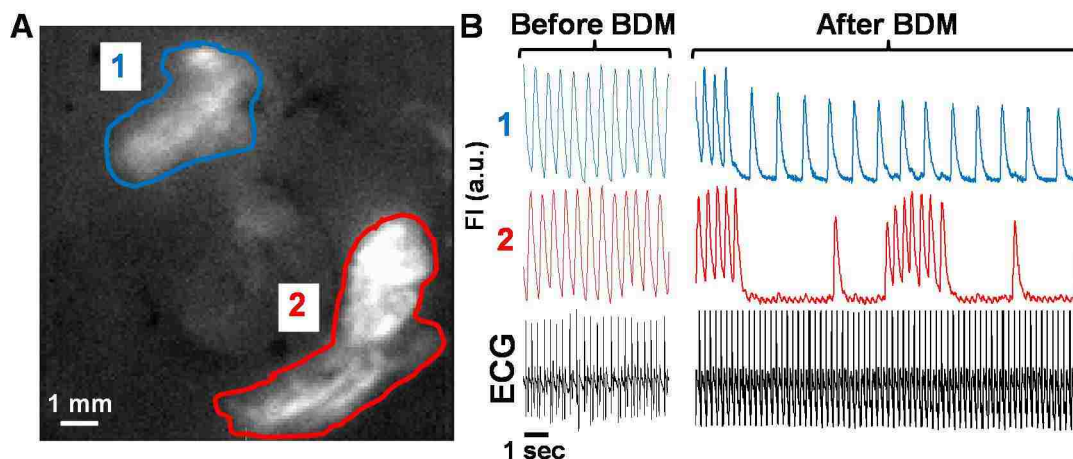 A
1
2
1 mm
B
Before BDM
After BDM
FI (a.u.)
1
2
ECG
1 sec